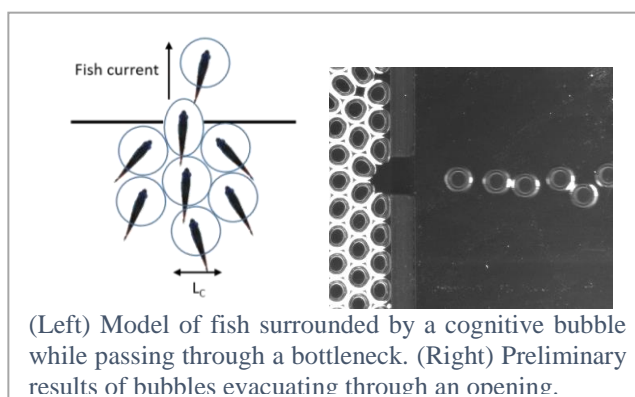 Fish current
L_C
(Left) Model of fish surrounded by a cognitive bubble
while passing through a bottleneck. (Right) Preliminary
results of bubbles evacuating through an opening.